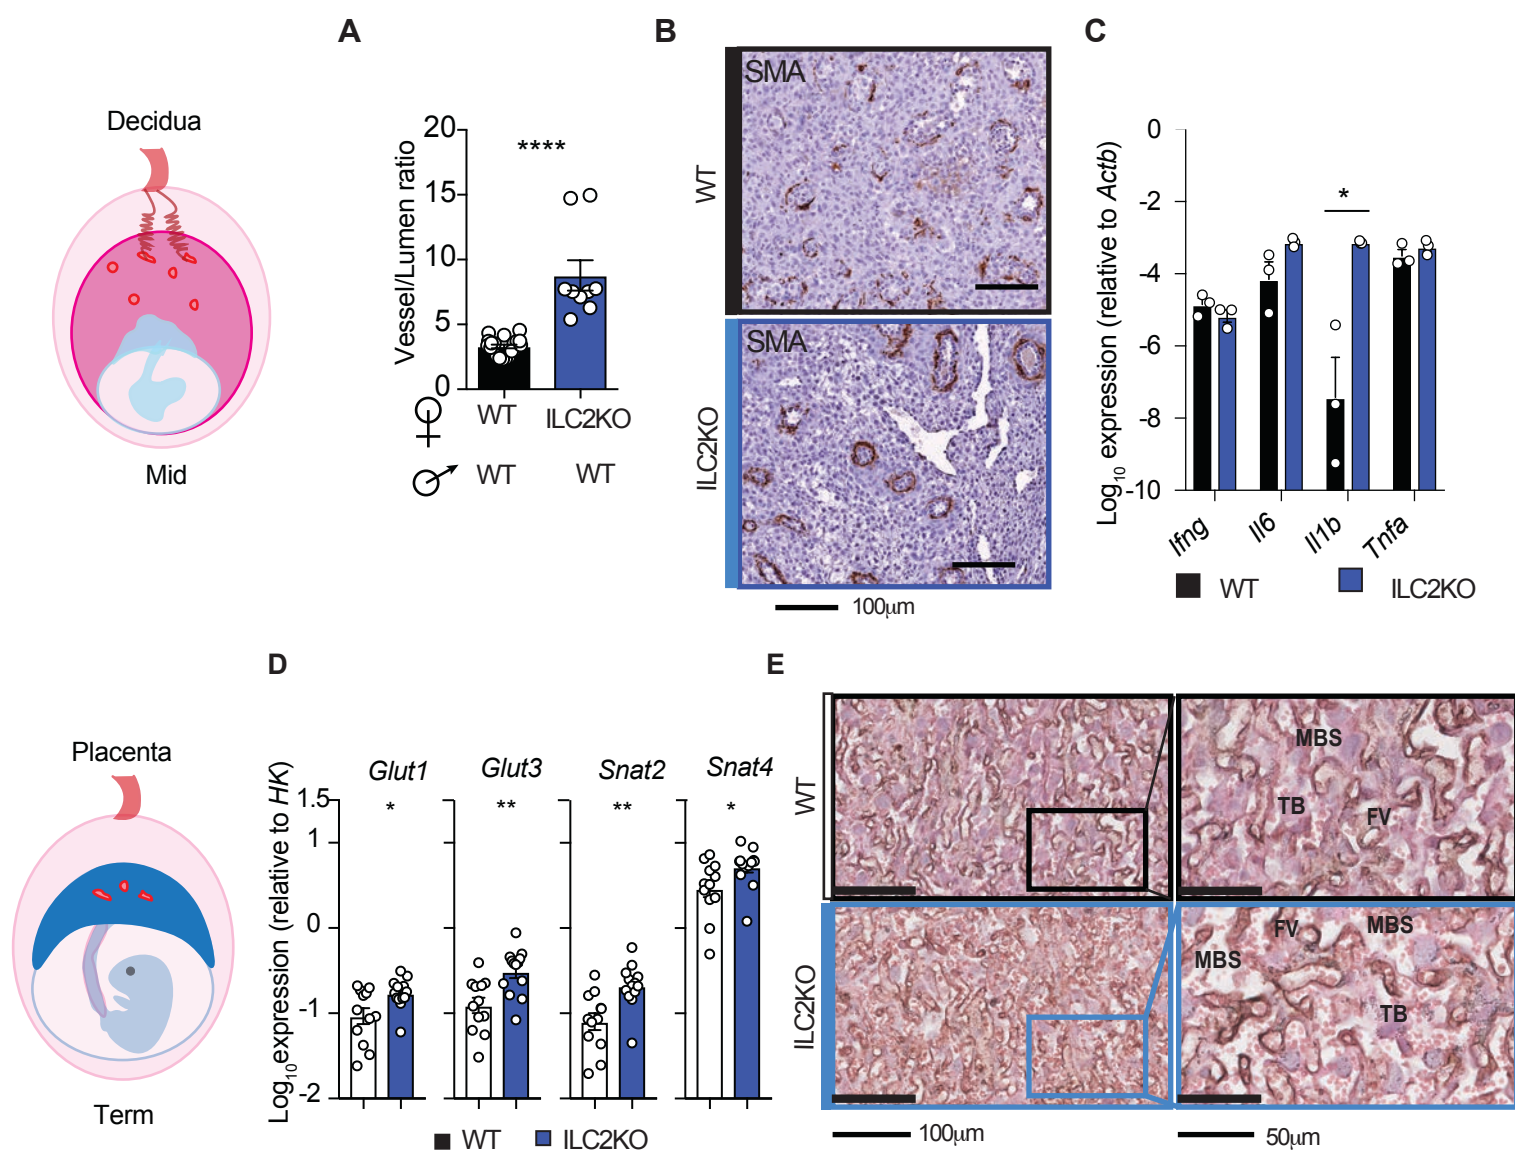 A
B
C
Decidua
Mid
Vessel/Lumen ratio
20
15
10
5
0
****
WT
ILC2KO
WT
WT
SMA
WT
SMA
ILC2KO
100μm
Log10 expression (relative to Actb)
0
-2
-4
-6
-8
-10
*
Ifng
Il6
Il1b
Tnfa
WT
ILC2KO
D
E
Placenta
Term
Log10 expression (relative to HK)
1.5
1
0
-1
-2
Glut1
Glut3
Snat2
Snat4
*
**
**
*
WT
ILC2KO
WT
MBS
TB
FV
ILC2KO
FV
MBS
MBS
TB
100μm
50μm